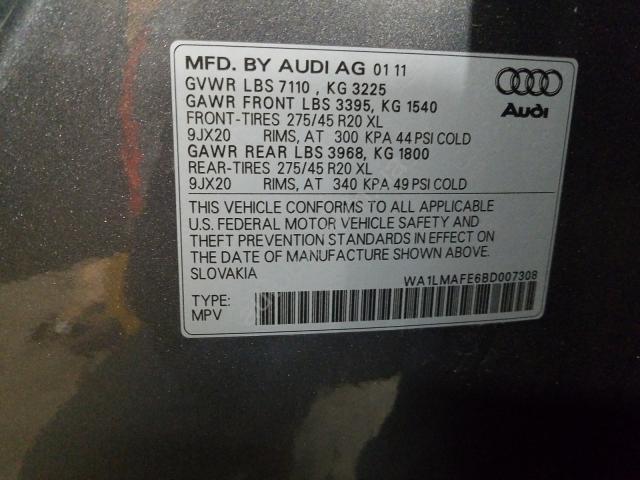 MFD. BY AUDI AG 01 11
GVWR LBS 7110 , KG 3225
GAWR FRONT LBS 3395, KG 1540
FRONT-TIRES 275/45 R20 XL
9JX20 RIMS, AT 300 KPA 44 PSI COLD
GAWR REAR LBS 3968, KG 1800
REAR-TIRES 275/45 R20 XL
9JX20 RIMS, AT 340 KPA 49 PSI COLD
Audi
THIS VEHICLE CONFORMS TO ALL APPLICABLE
U.S. FEDERAL MOTOR VEHICLE SAFETY AND
THEFT PREVENTION STANDARDS IN EFFECT ON
THE DATE OF MANUFACTURE SHOWN ABOVE.
SLOVAKIA
WA1LMAFE6BD007308
TYPE:
MPV